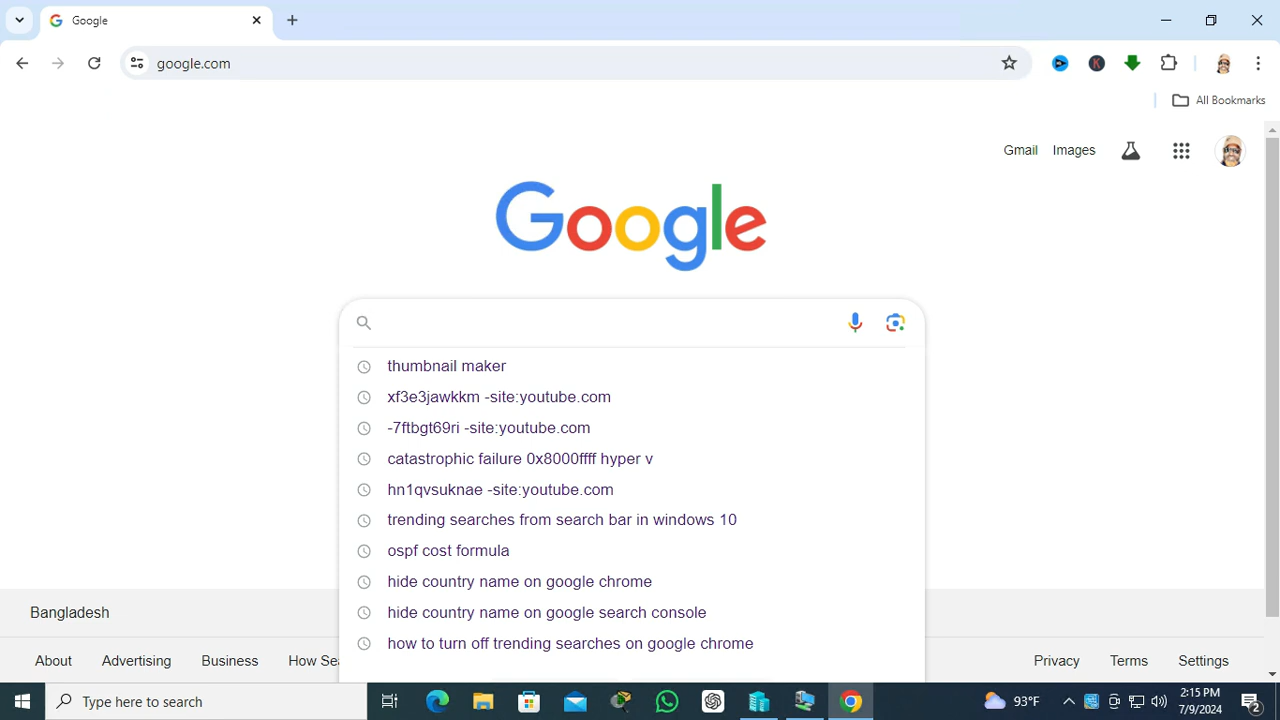 Google
google.com
All Bookmarks
Gmail Images
Google
thumbnail maker
xf3e3jawkkm -site:youtube.com
-7ftbgt69ri -site:youtube.com
catastrophic failure 0x8000ffff hyper v
hn1qvsuknae -site:youtube.com
trending searches from search bar in windows 10
ospf cost formula
hide country name on google chrome
hide country name on google search console
how to turn off trending searches on google chrome
Bangladesh
About Advertising Business How Sea Privacy Terms Settings
Type here to search
93°F
2:15 PM
7/9/2024
2